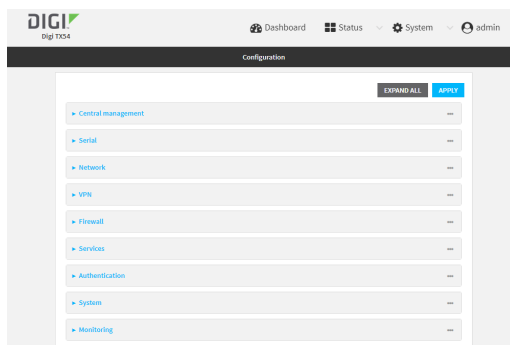 DIGI
Digi TX54
Dashboard Status System admin
Configuration
EXPAND ALL APPLY
Central management
Serial
Network
VPN
Firewall
Services
Authentication
System
Monitoring